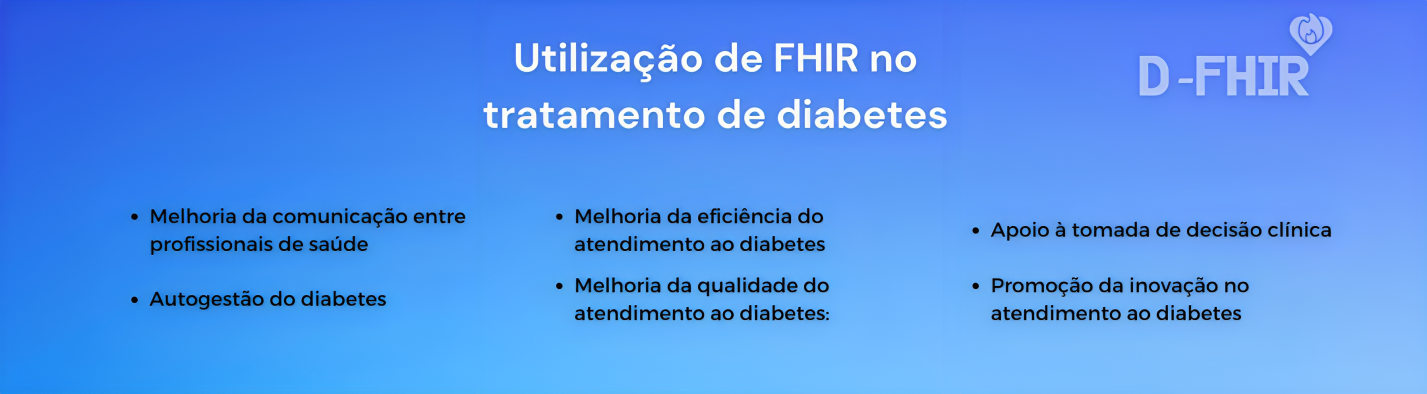 Utilização de FHIR no
tratamento de diabetes
D-FHIR
• Melhoria da comunicação entre
profissionais de saúde
• Autogestão do diabetes
• Melhoria da eficiência do
atendimento ao diabetes
• Melhoria da qualidade do
atendimento ao diabetes:
• Apoio à tomada de decisão clínica
• Promoção da inovação no
atendimento ao diabetes